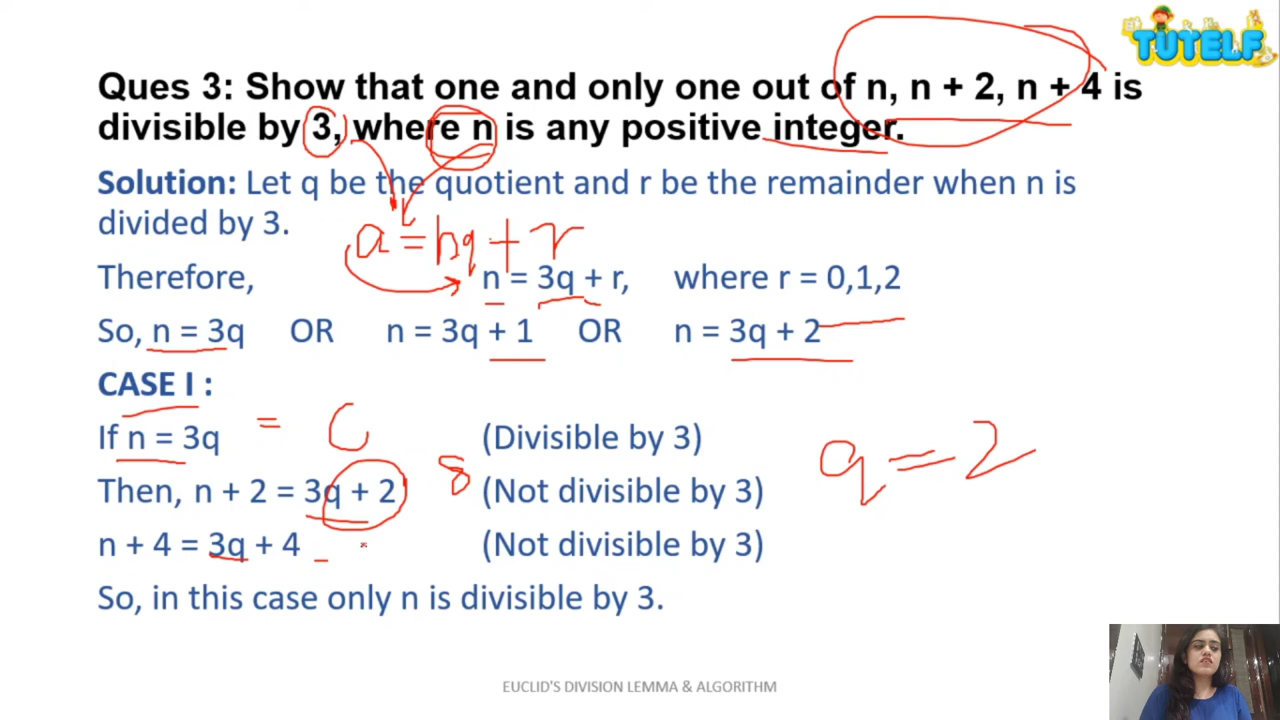 TUTELF
Ques 3: Show that one and only one out of n, n + 2, n + 4 is
divisible by 3, where n is any positive integer.
Solution: Let q be the quotient and r be the remainder when n is
divided by 3.
a = bq + r
Therefore, n = 3q + r, where r = 0,1,2
So, n = 3q OR n = 3q + 1 OR n = 3q + 2
CASE I :
If n = 3q = 6 (Divisible by 3)
q = 2
Then, n + 2 = 3q + 2 8 (Not divisible by 3)
n + 4 = 3q + 4 (Not divisible by 3)
So, in this case only n is divisible by 3.
EUCLID'S DIVISION LEMMA & ALGORITHM